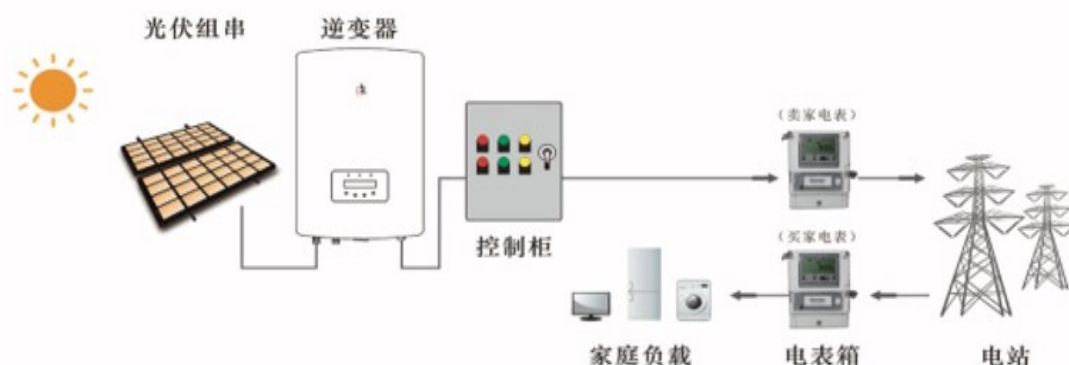 光伏组串
逆变器
(卖家电表)
控制柜
(买家电表)
家庭负载
电表箱
电站